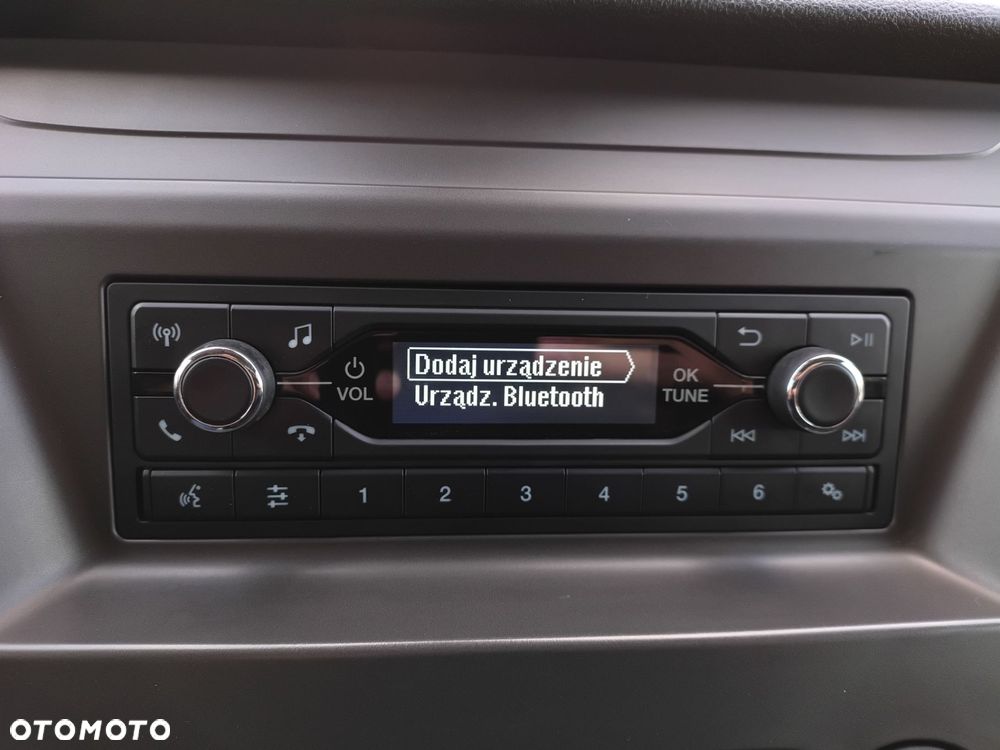 VOL
Dodaj urządzenie
Urządz. Bluetooth
OK
TUNE
1 2 3 4 5 6
OTOMOTO